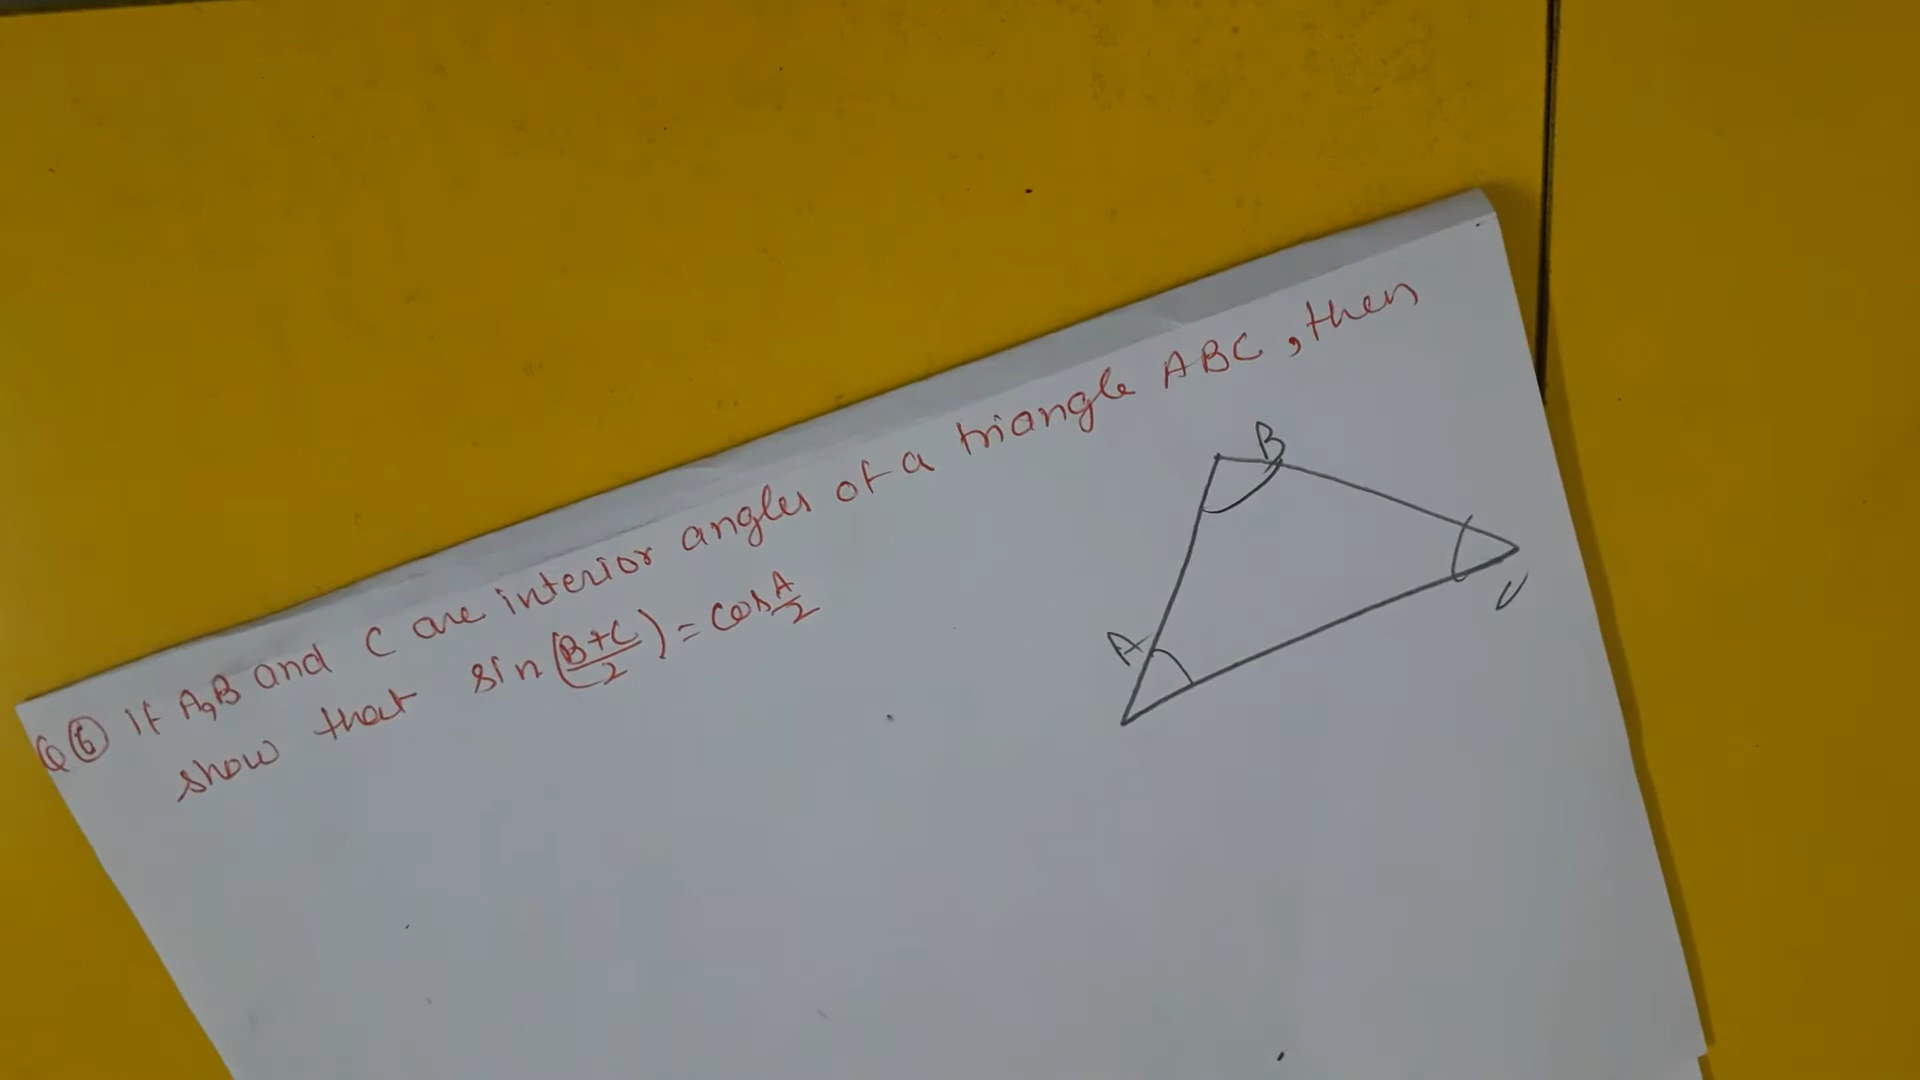 Q⑥ If A,B and C are interior angles of a triangle ABC, then
show that sin(B+C/2) = cos A/2
B
A
C